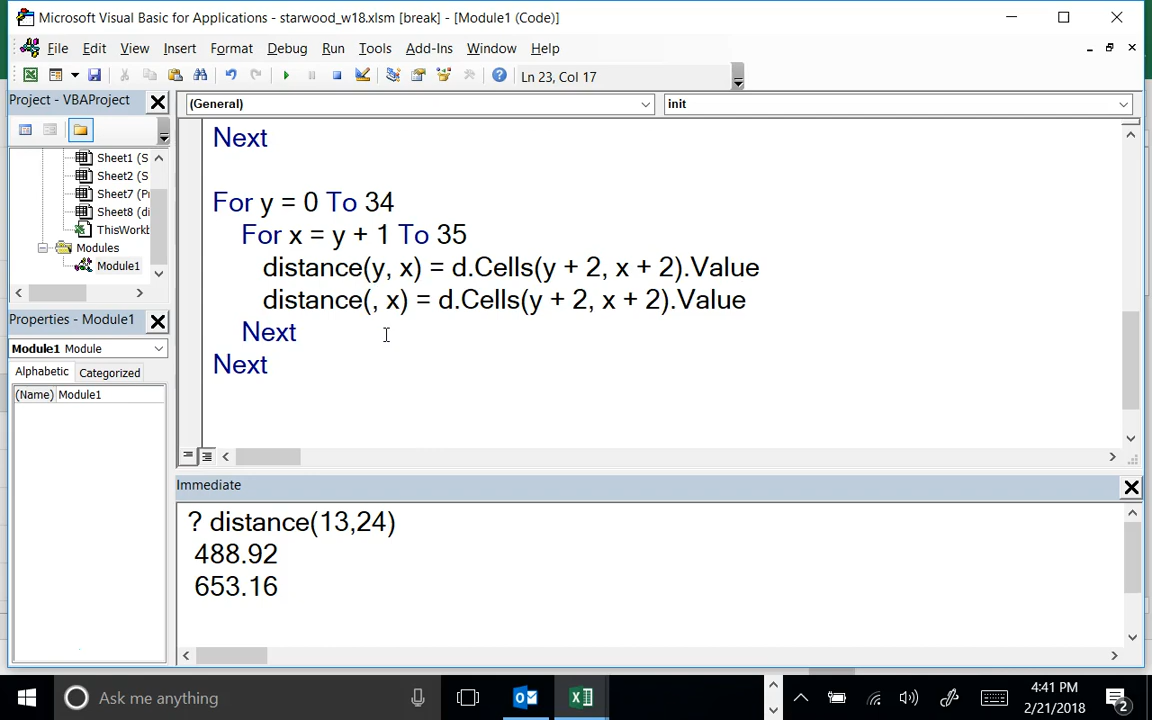 Microsoft Visual Basic for Applications - starwood_w18.xlsm [break] - [Module1 (Code)]
File Edit View Insert Format Debug Run Tools Add-Ins Window Help
Ln 23, Col 17
Project - VBAProject
(General)
init
Sheet1 (S
Sheet2 (S
Sheet7 (Pr
Sheet8 (di
ThisWorkb
Modules
Module1
Properties - Module1
Module1 Module
Alphabetic Categorized
(Name) Module1
Next
For y = 0 To 34
For x = y + 1 To 35
distance(y, x) = d.Cells(y + 2, x + 2).Value
distance(, x) = d.Cells(y + 2, x + 2).Value
Next
Next
Immediate
? distance(13,24)
488.92
653.16
Ask me anything
4:41 PM
2/21/2018
2